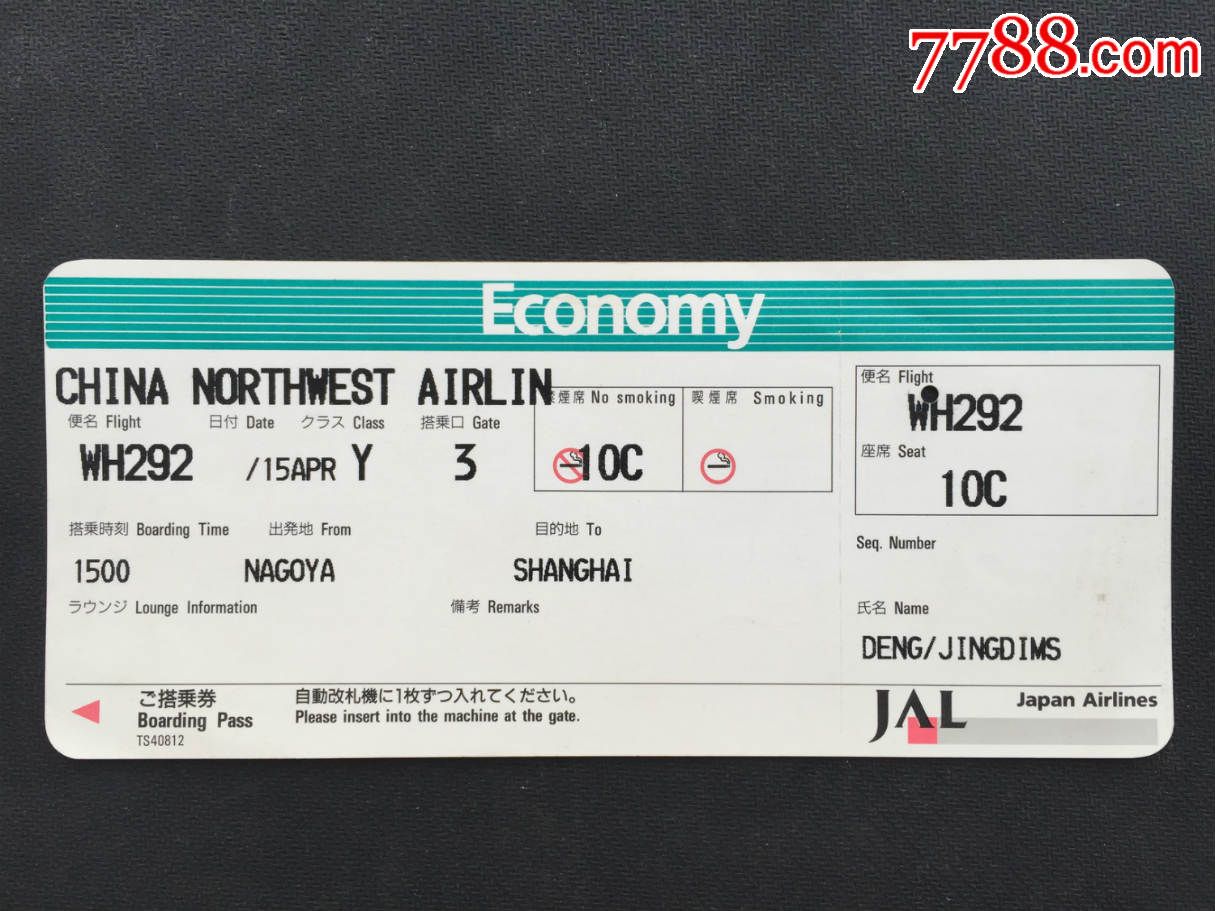 7788.com
Economy
CHINA NORTHWEST AIRLIN
便名 Flight 日付 Date クラス Class 搭乗口 Gate
WH292 /15APR Y 3
煙席 No smoking 喫煙席 Smoking
10C
搭乗時刻 Boarding Time 出発地 From 目的地 To
1500 NAGOYA SHANGHAI
ラウンジ Lounge Information 備考 Remarks
ご搭乗券
Boarding Pass
TS40812
自動改札機に1枚ずつ入れてください。
Please insert into the machine at the gate.
便名 Flight
WH292
座席 Seat
10C
Seq. Number
氏名 Name
DENG/JINGDIMS
JAL Japan Airlines